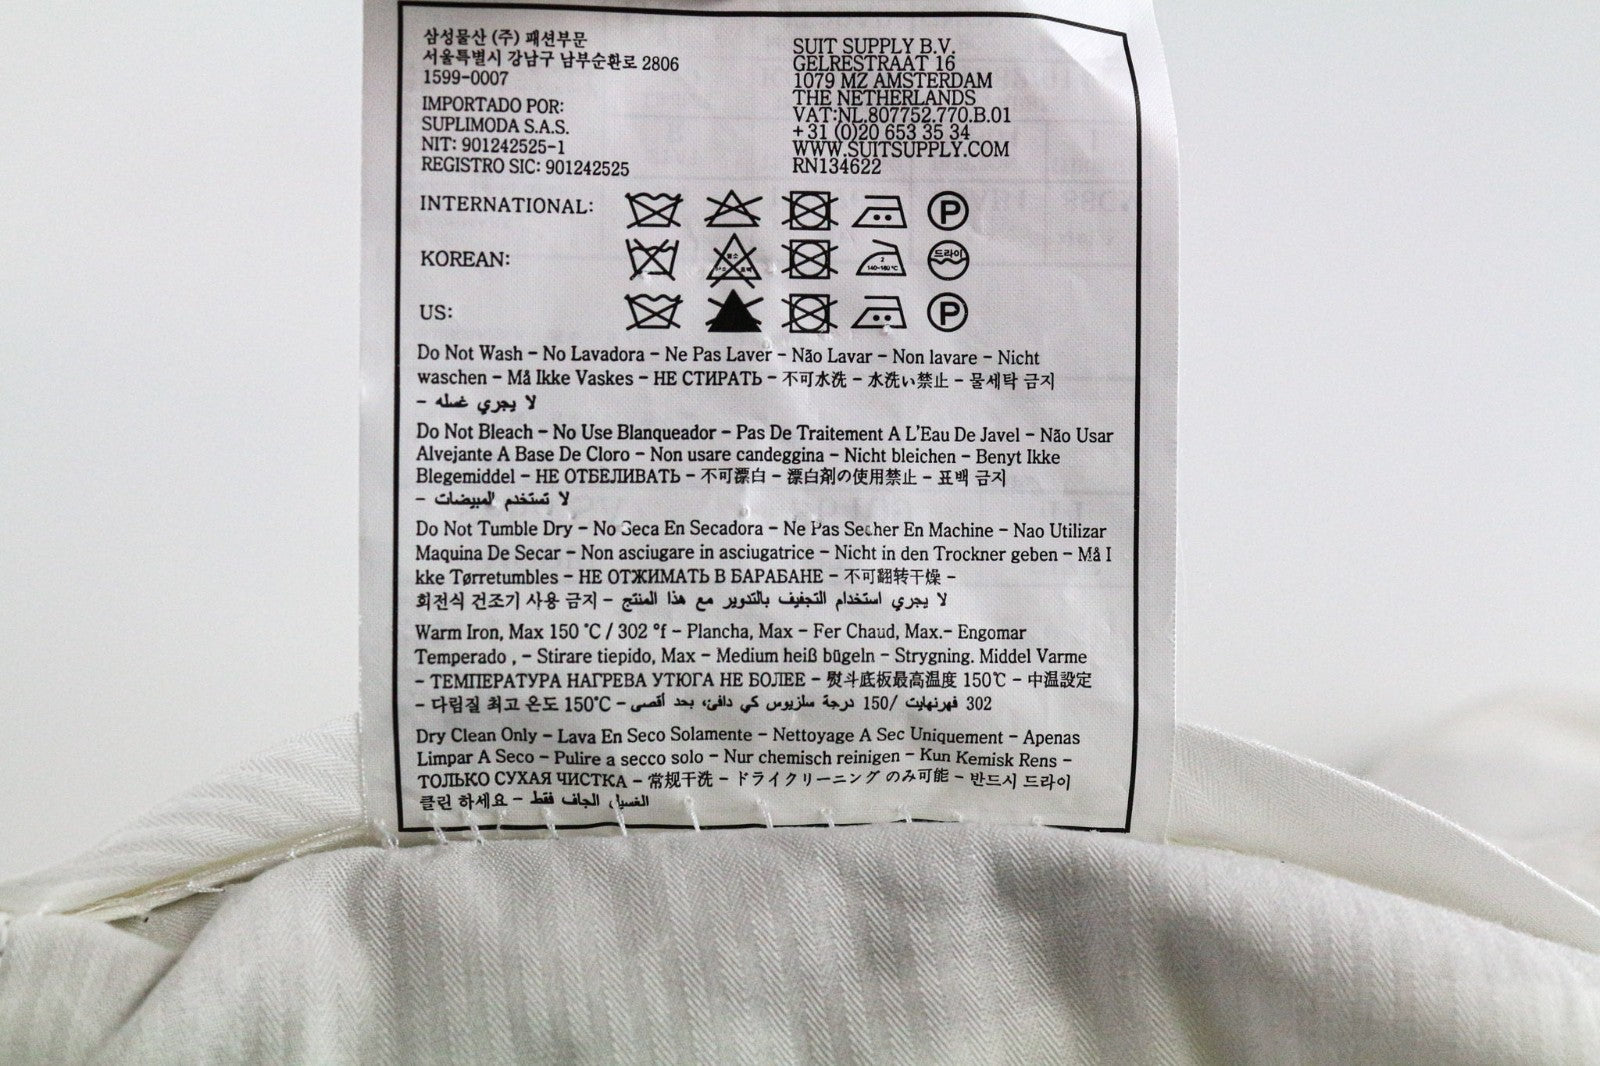 삼성물산 (주) 패션부문
서울특별시 강남구 남부순환로 2806
1599-0007
IMPORTADO POR:
SUPLIMODA S.A.S.
NIT: 901242525-1
REGISTRO SIC: 901242525
SUIT SUPPLY B.V.
GELRESTRAAT 16
1079 MZ AMSTERDAM
THE NETHERLANDS
VAT:NL.807752.770.B.01
+31 (0)20 653 35 34
WWW.SUITSUPPLY.COM
RN134622
INTERNATIONAL:
P
KOREAN:
2
140~160 °C
드라이
US:
P
Do Not Wash - No Lavadora - Ne Pas Laver - Não Lavar - Non lavare - Nicht
waschen - Må Ikke Vaskes - НЕ СТИРАТЬ - 不可水洗 - 水洗い禁止 - 물세탁 금지
- لا يجري غسله
Do Not Bleach - No Use Blanqueador - Pas De Traitement A L'Eau De Javel - Não Usar
Alvejante A Base De Cloro - Non usare candeggina - Nicht bleichen - Benyt Ikke
Blegemiddel - НЕ ОТБЕЛИВАТЬ - 不可漂白 - 漂白剤の使用禁止 - 표백 금지
- لا تستخدم المبيضات
Do Not Tumble Dry - No Seca En Secadora - Ne Pas Secher En Machine - Nao Utilizar
Maquina De Secar - Non asciugare in asciugatrice - Nicht in den Trockner geben - Må I
kke Tørretumbles - НЕ ОТЖИМАТЬ В БАРАБАНЕ - 不可翻转干燥 -
회전식 건조기 사용 금지 - لا يجري استخدام التجفيف بالتدوير مع هذا المنتج
Warm Iron, Max 150 °C / 302 °f - Plancha, Max - Fer Chaud, Max.- Engomar
Temperado , - Stirare tiepido, Max - Medium heiß bügeln - Strygning. Middel Varme
- ТЕМПЕРАТУРА НАГРЕВА УТЮГА НЕ БОЛЕЕ - 熨斗底板最高温度 150℃ - 中温設定
- 다림질 최고 온도 150°C - كي دافئ، بحد أقصى 150 درجة سلزيوس/ 302 فهرنهايت
Dry Clean Only - Lava En Seco Solamente - Nettoyage A Sec Uniquement - Apenas
Limpar A Seco - Pulire a secco solo - Nur chemisch reinigen - Kun Kemisk Rens -
ТОЛЬКО СУХАЯ ЧИСТКА - 常规干洗 - ドライクリーニング のみ可能 - 반드시 드라이
클린 하세요 - الغسيل الجاف فقط